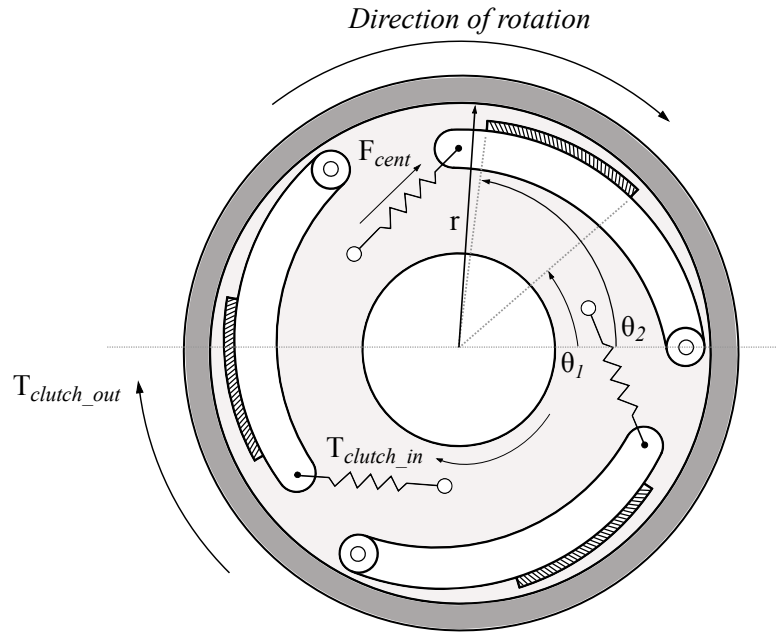 Direction of rotation
F_cent
r
θ_2
θ_1
T_clutch_out
T_clutch_in